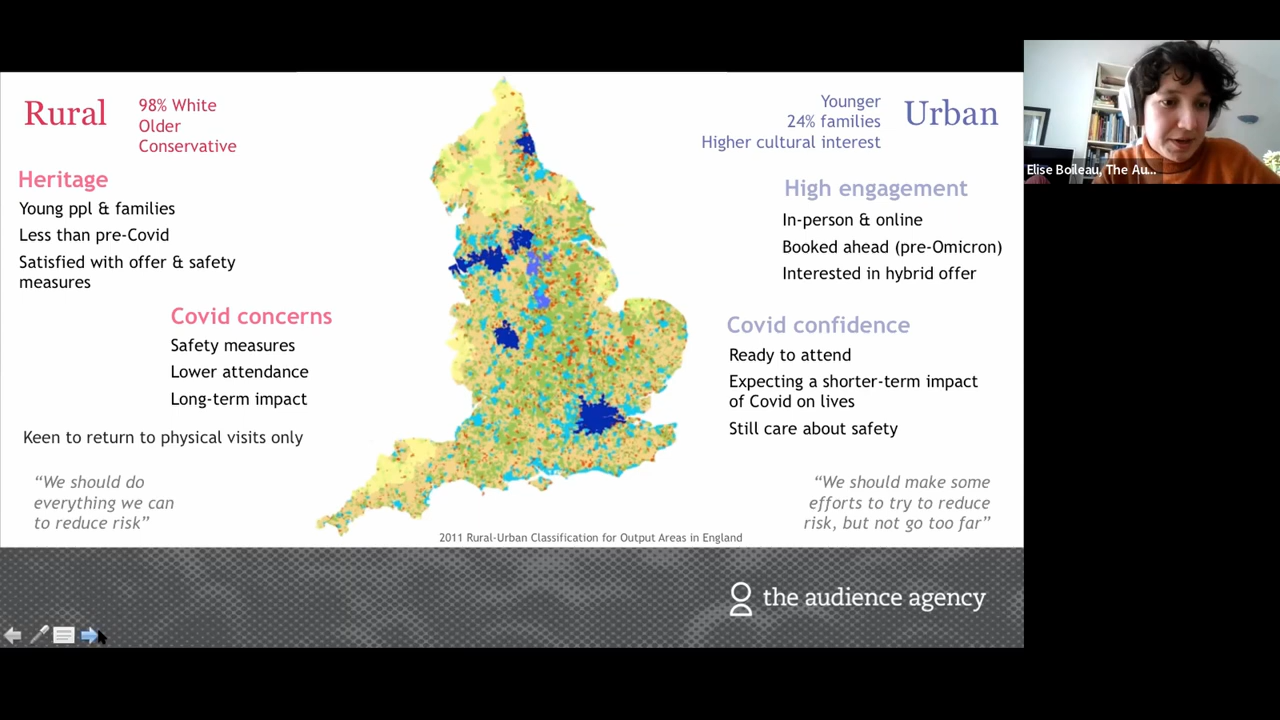 Rural
98% White
Older
Conservative
Heritage
Young ppl & families
Less than pre-Covid
Satisfied with offer & safety
measures
Covid concerns
Safety measures
Lower attendance
Long-term impact
Keen to return to physical visits only
“We should do
everything we can
to reduce risk”
Younger
24% families
Higher cultural interest
Urban
High engagement
In-person & online
Booked ahead (pre-Omicron)
Interested in hybrid offer
Covid confidence
Ready to attend
Expecting a shorter-term impact
of Covid on lives
Still care about safety
“We should make some
efforts to try to reduce
risk, but not go too far”
2011 Rural-Urban Classification for Output Areas in England
the audience agency
Elise Boileau, The Au...